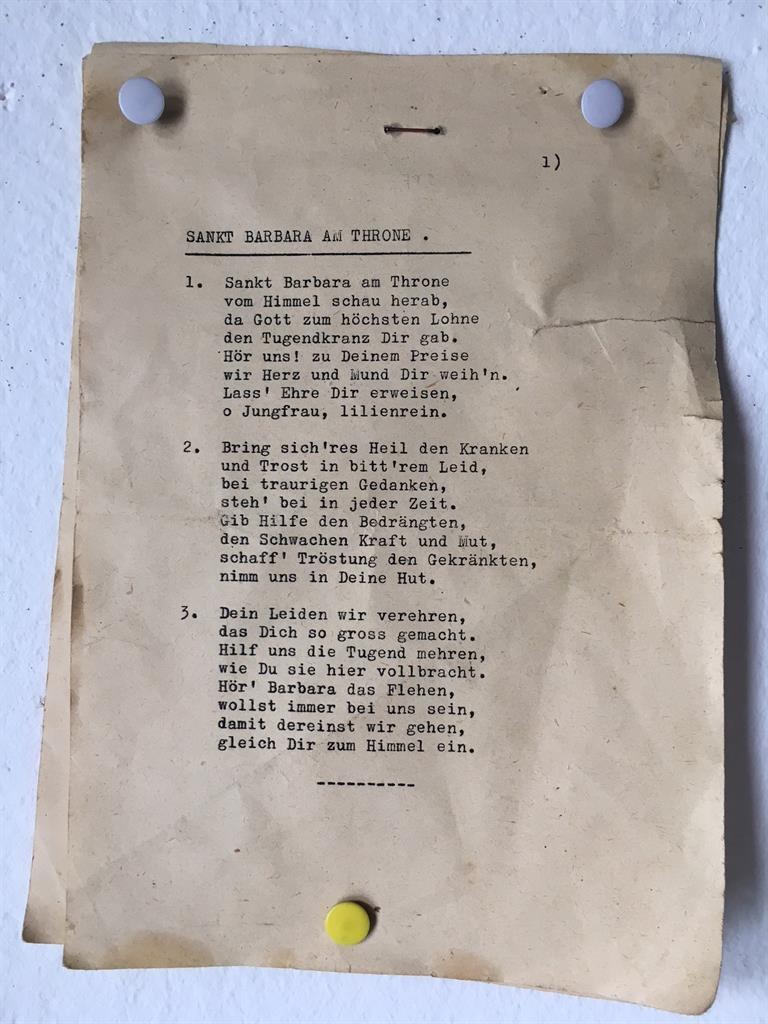 1)
SANKT BARBARA AM THRONE .
1. Sankt Barbara am Throne
vom Himmel schau herab,
da Gott zum höchsten Lohne
den Tugendkranz Dir gab.
Hör uns! zu Deinem Preise
wir Herz und Mund Dir weih'n.
Lass' Ehre Dir erweisen,
o Jungfrau, lilienrein.
2. Bring sich'res Heil den Kranken
und Trost in bitt'rem Leid,
bei traurigen Gedanken,
steh' bei in jeder Zeit.
Gib Hilfe den Bedrängten,
den Schwachen Kraft und Mut,
schaff' Tröstung den Gekränkten,
nimm uns in Deine Hut.
3. Dein Leiden wir verehren,
das Dich so gross gemacht.
Hilf uns die Tugend mehren,
wie Du sie hier vollbracht.
Hör' Barbara das Flehen,
wollst immer bei uns sein,
damit dereinst wir gehen,
gleich Dir zum Himmel ein.
----------